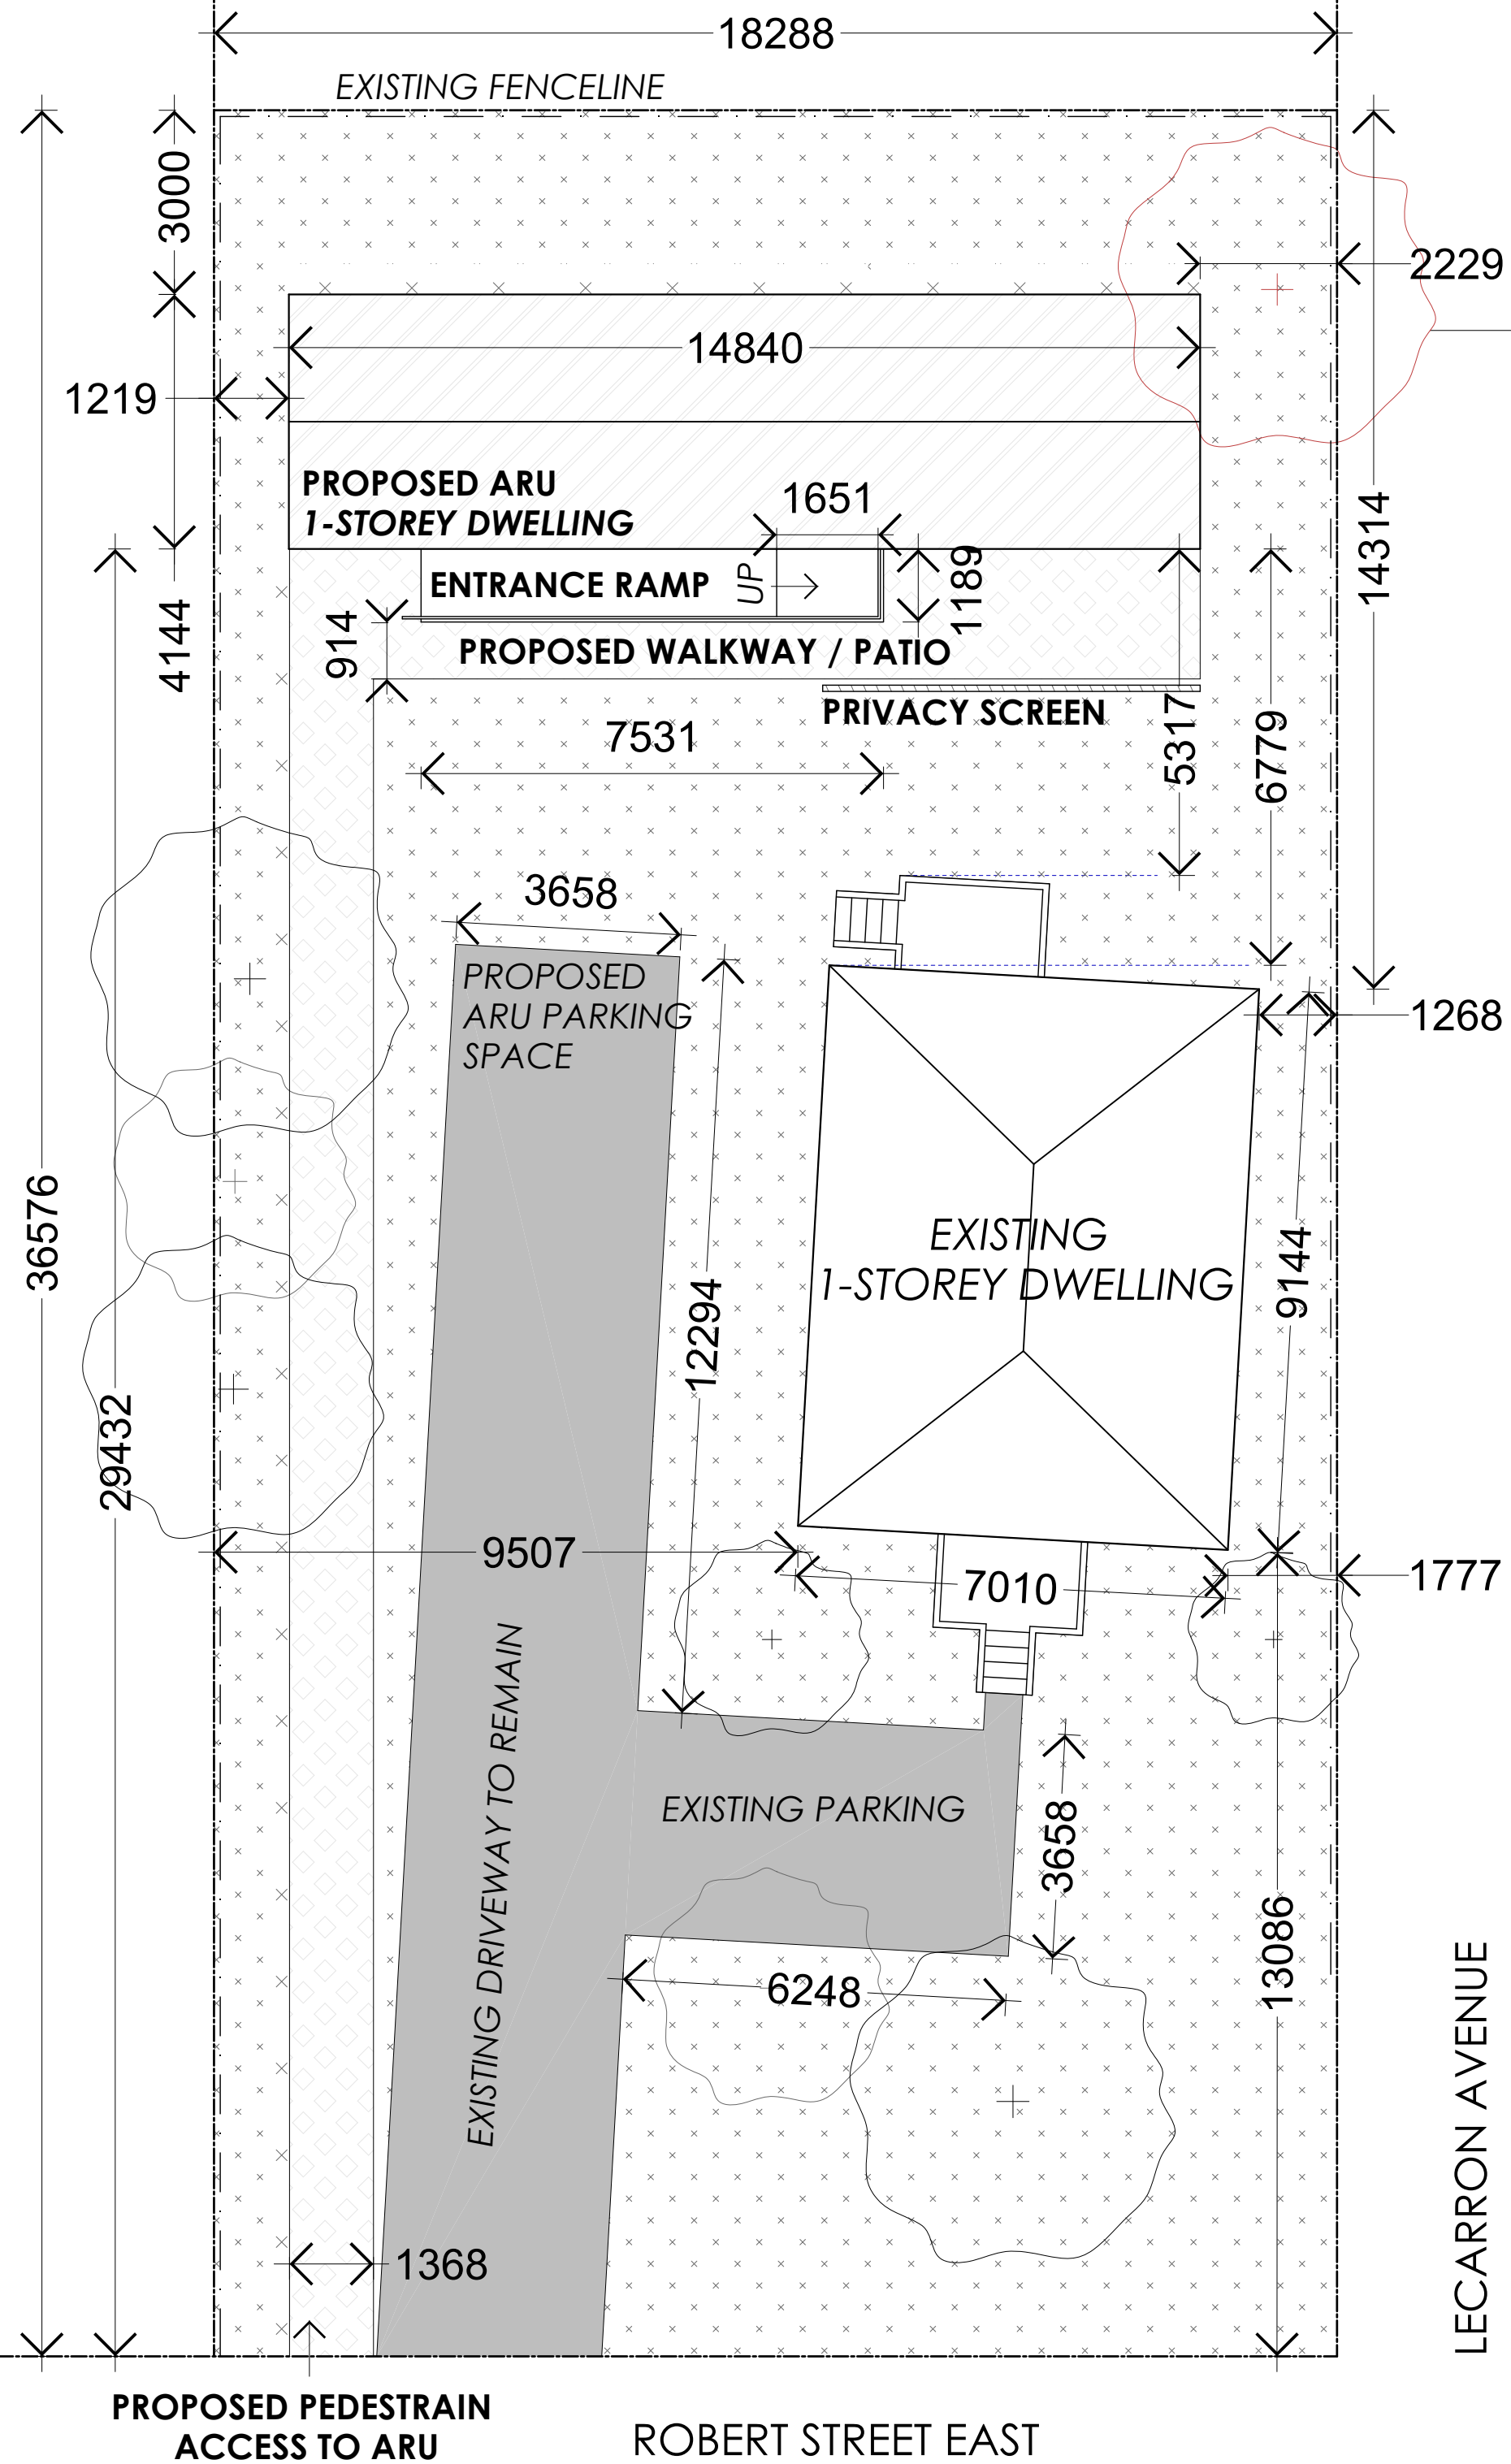 18288
EXISTING FENCELINE
3000
2229
14840
1219
PROPOSED ARU
1-STOREY DWELLING
1651
14314
ENTRANCE RAMP
UP
1189
4144
914
PROPOSED WALKWAY / PATIO
PRIVACY SCREEN
7531
5317
6779
3658
PROPOSED
ARU PARKING
SPACE
1268
36576
EXISTING
1-STOREY DWELLING
9144
12294
29432
9507
7010
1777
EXISTING DRIVEWAY TO REMAIN
EXISTING PARKING
3658
13086
6248
LECARRON AVENUE
1368
PROPOSED PEDESTRAIN
ACCESS TO ARU
ROBERT STREET EAST